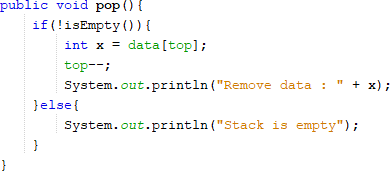 public void pop(){
if(!isEmpty()){
int x = data[top];
top--;
System.out.println("Remove data : " + x);
}else{
System.out.println("Stack is empty");
}
}